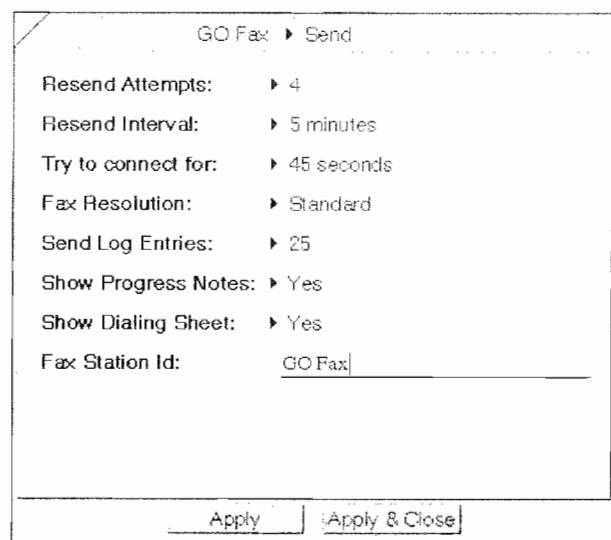 GO Fax ▸ Send
Resend Attempts: ▸ 4
Resend Interval: ▸ 5 minutes
Try to connect for: ▸ 45 seconds
Fax Resolution: ▸ Standard
Send Log Entries: ▸ 25
Show Progress Notes: ▸ Yes
Show Dialing Sheet: ▸ Yes
Fax Station Id: GO Fax
Apply Apply & Close